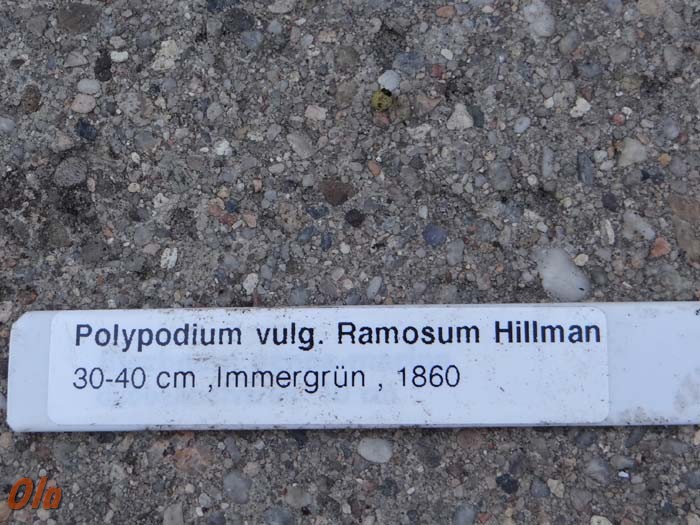 Polypodium vulg. Ramosum Hillman
30-40 cm ,Immergrün , 1860
Ola